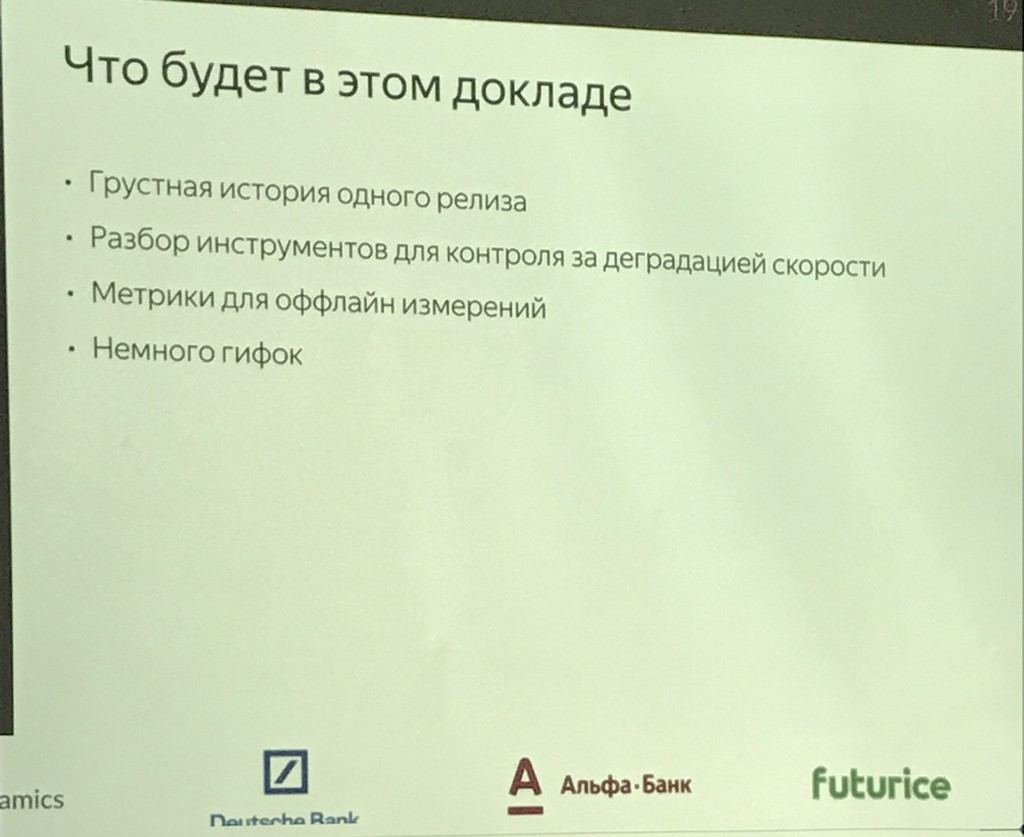 19
Что будет в этом докладе
• Грустная история одного релиза
• Разбор инструментов для контроля за деградацией скорости
• Метрики для оффлайн измерений
• Немного гифок
amics
Deutsche Bank
А Альфа·Банк
futurice